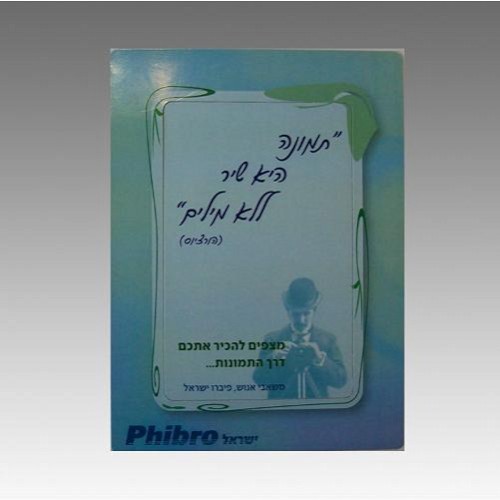 "תמונה
היא שיר
ללא מילים"
(הורציוס)
מצפים להכיר אתכם
דרך התמונות...
משאבי אנוש, פיברו ישראל
Phibro ישראל